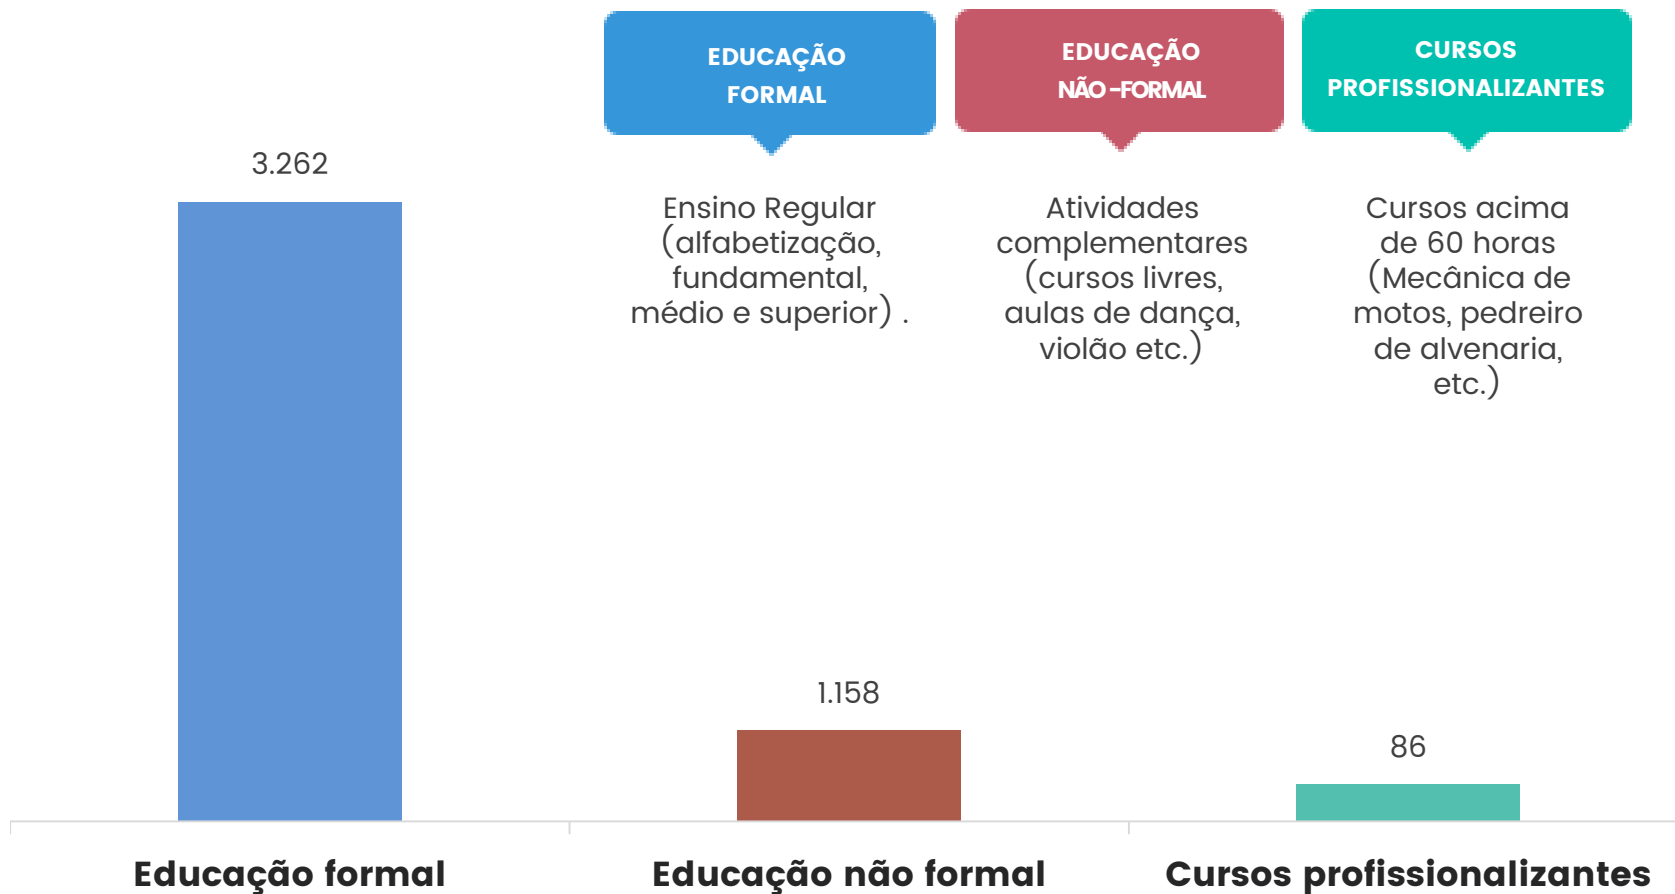 EDUCAÇÃO
FORMAL
EDUCAÇÃO
NÃO -FORMAL
CURSOS
PROFISSIONALIZANTES
Ensino Regular
(alfabetização,
fundamental,
médio e superior) .
Atividades
complementares
(cursos livres,
aulas de dança,
violão etc.)
Cursos acima
de 60 horas
(Mecânica de
motos, pedreiro
de alvenaria,
etc.)
3.262
1.158
86
Educação formal
Educação não formal
Cursos profissionalizantes